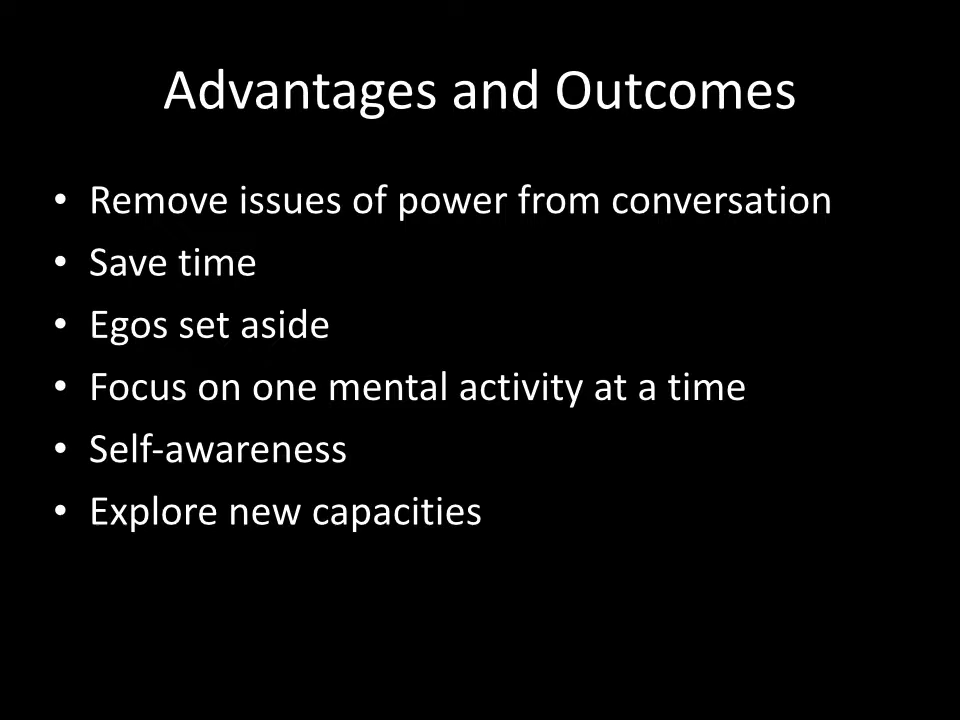 Advantages and Outcomes
• Remove issues of power from conversation
• Save time
• Egos set aside
• Focus on one mental activity at a time
• Self-awareness
• Explore new capacities